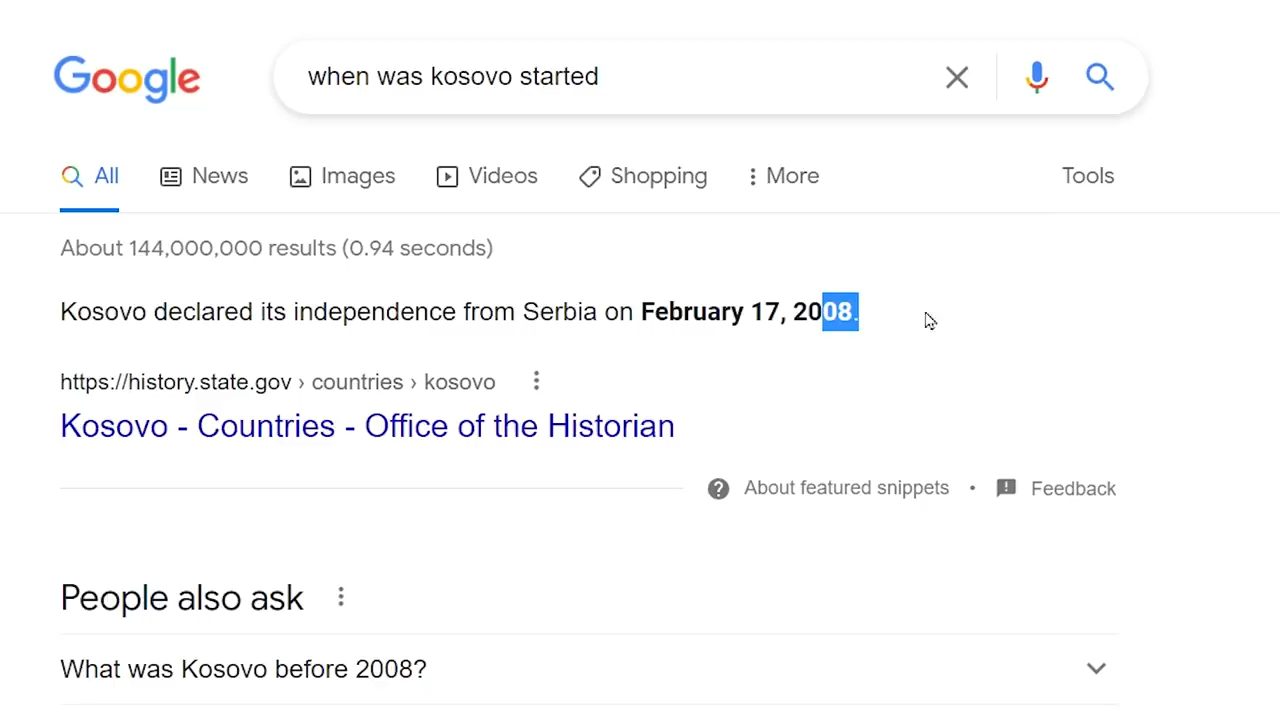 Google
when was kosovo started
All News Images Videos Shopping More Tools
About 144,000,000 results (0.94 seconds)
Kosovo declared its independence from Serbia on February 17, 2008.
https://history.state.gov › countries › kosovo
Kosovo - Countries - Office of the Historian
About featured snippets • Feedback
People also ask
What was Kosovo before 2008?